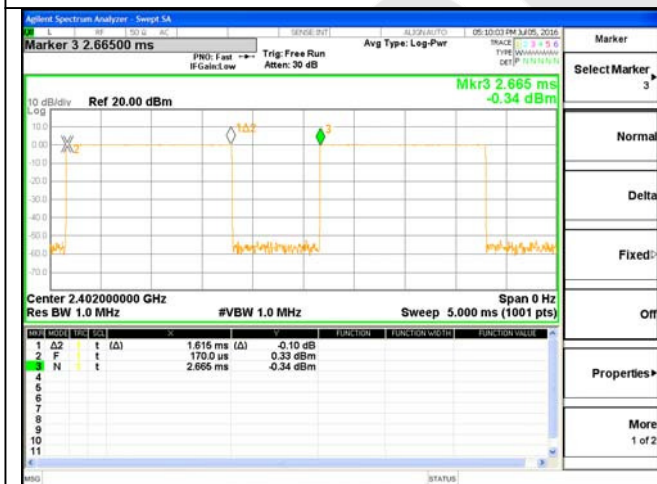 Agilent Spectrum Analyzer - Swept SA
L RF 50 Ω AC SENSE:INT ALIGNAUTO 05:10:03 PM Jul 05, 2016
Marker 3 2.66500 ms
PNO: Fast
IFGain:Low
Trig: Free Run
Atten: 30 dB
Avg Type: Log-Pwr
TRACE 1 2 3 4 5 6
TYPE
DET P N N N N N
Mkr3 2.665 ms
-0.34 dBm
10 dB/div Ref 20.00 dBm
Log
10.0
0.00
-10.0
-20.0
-30.0
-40.0
-50.0
-60.0
-70.0
2
1Δ2
3
Center 2.402000000 GHz Span 0 Hz
Res BW 1.0 MHz #VBW 1.0 MHz Sweep 5.000 ms (1001 pts)
MKR MODE TRC SCL X Y FUNCTION FUNCTION WIDTH FUNCTION VALUE
1 Δ2 1 t (Δ) 1.615 ms (Δ) -0.10 dB
2 F 1 t 170.0 us 0.33 dBm
3 N 1 t 2.665 ms -0.34 dBm
4
5
6
7
8
9
10
11
MSG STATUS
Marker
Select Marker
3
Normal
Delta
Fixed
Off
Properties
More
1 of 2